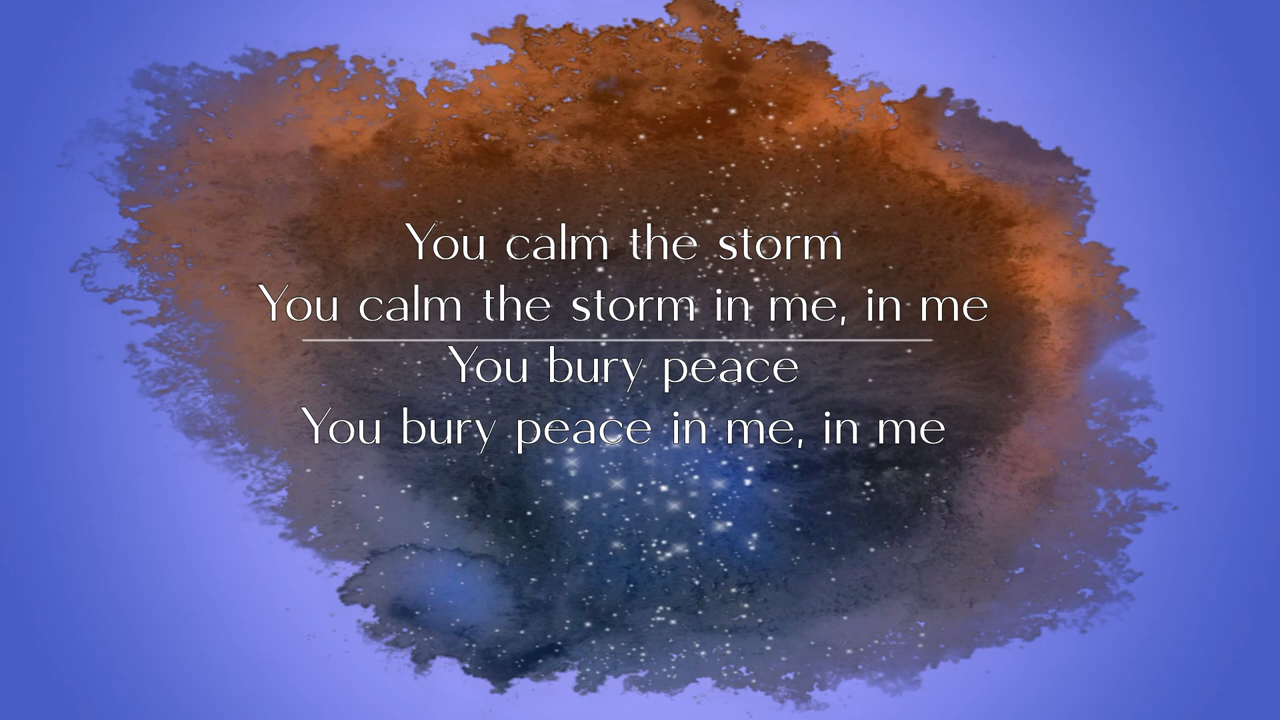 You calm the storm
You calm the storm in me, in me
You bury peace
You bury peace in me, in me